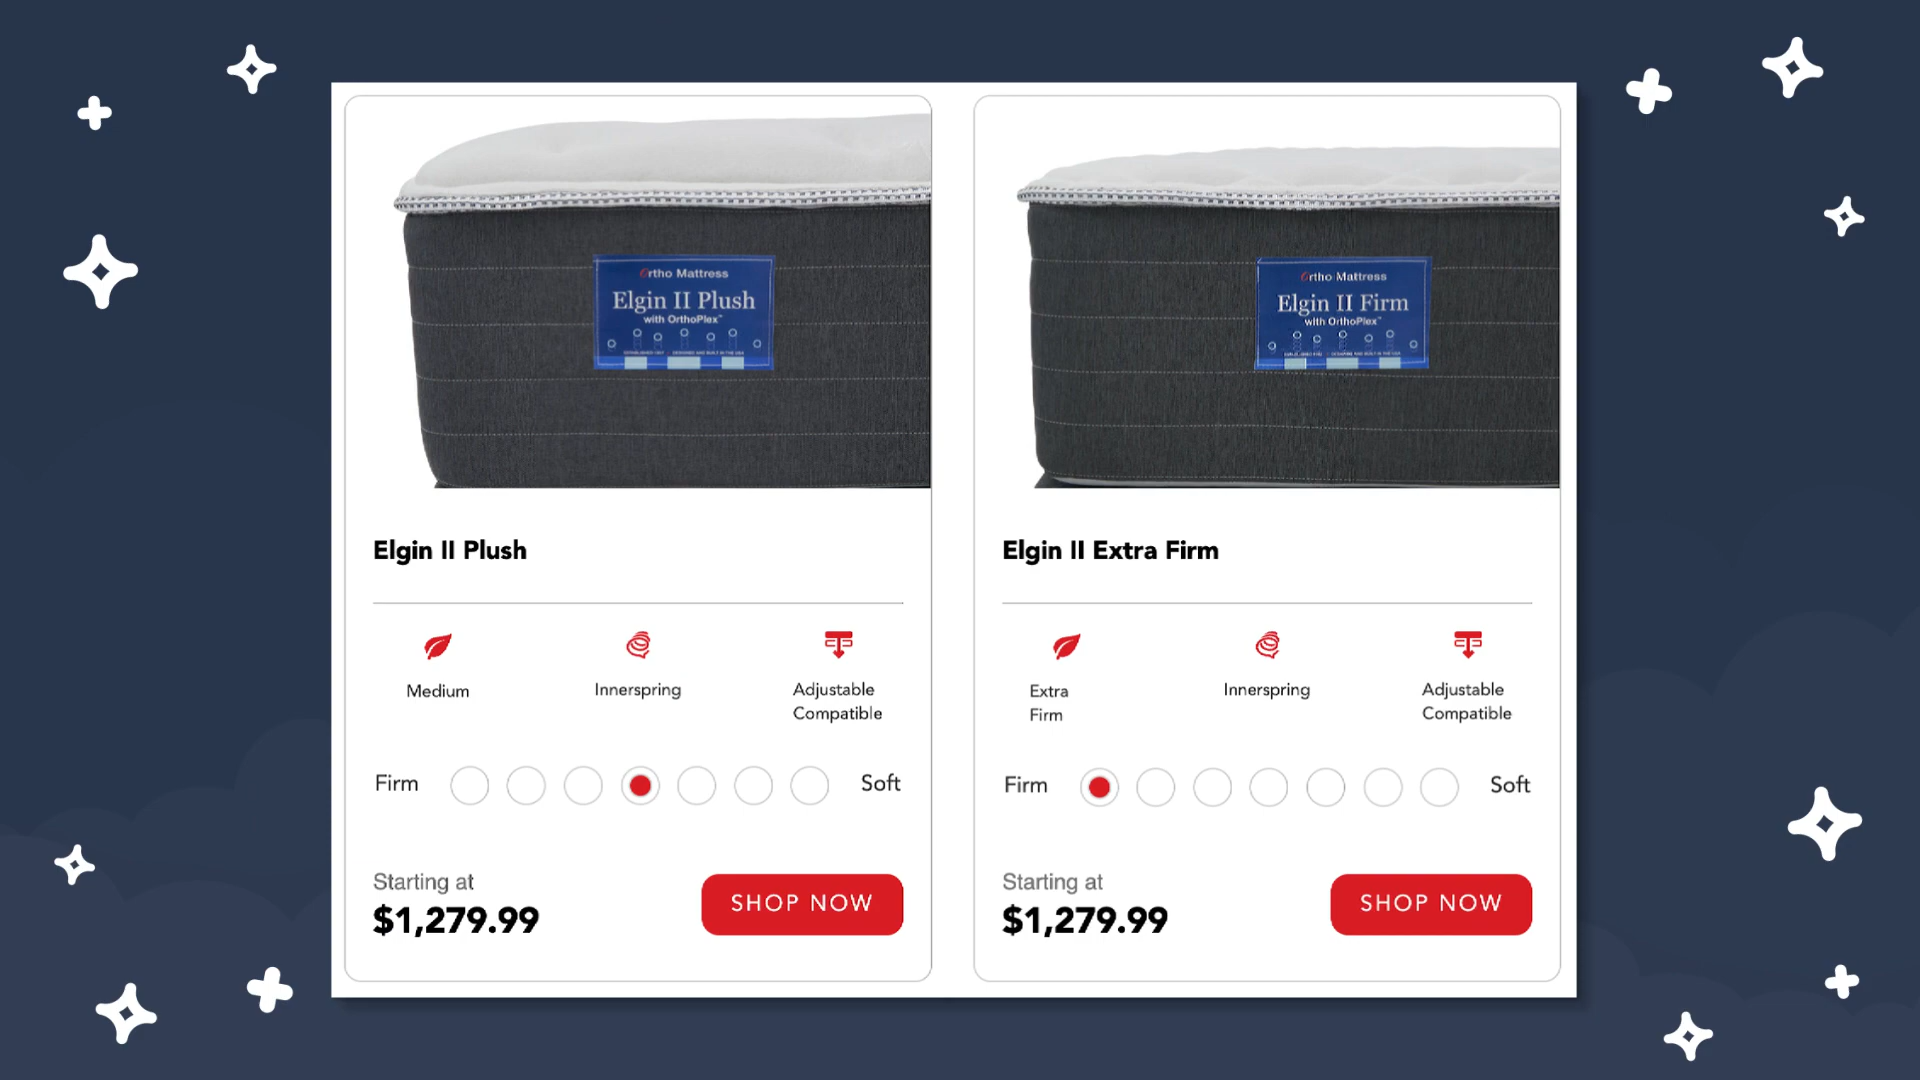 Ortho Mattress
Elgin II Plush
with OrthoPlex™
Ortho Mattress
Elgin II Firm
with OrthoPlex™
Elgin II Plush
Medium
Innerspring
Adjustable
Compatible
Firm
Soft
Starting at
$1,279.99
SHOP NOW
Elgin II Extra Firm
Extra
Firm
Innerspring
Adjustable
Compatible
Firm
Soft
Starting at
$1,279.99
SHOP NOW